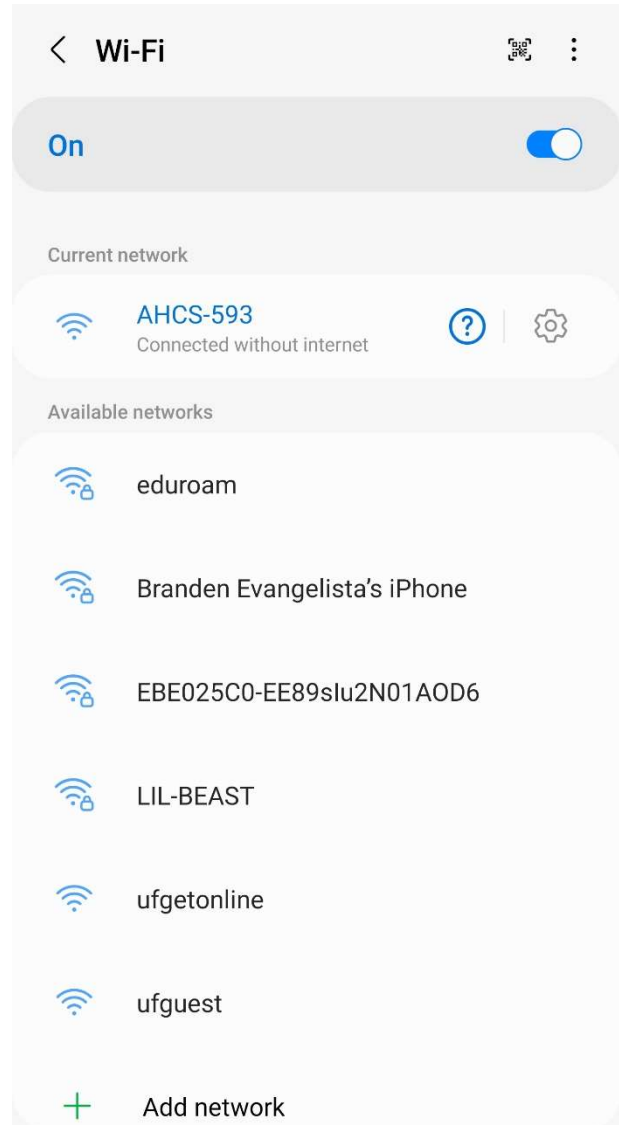 Wi-Fi
On
Current network
AHCS-593
Connected without internet
Available networks
eduroam
Branden Evangelista’s iPhone
EBE025C0-EE89slu2N01AOD6
LIL-BEAST
ufgetonline
ufguest
Add network